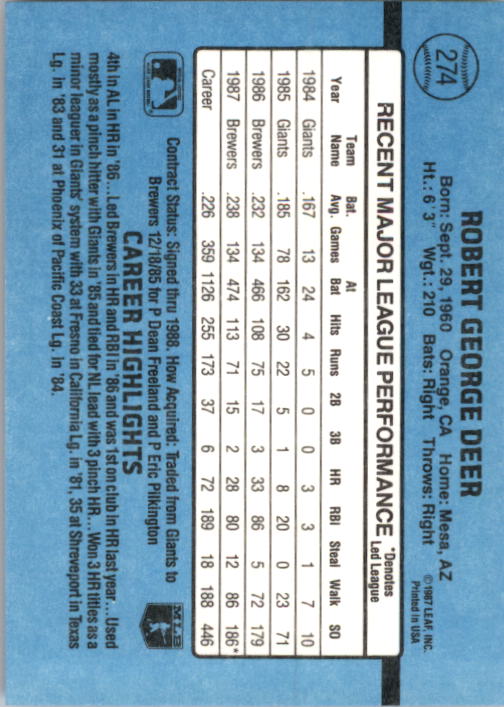 274
ROBERT GEORGE DEER
Born: Sept. 29, 1960 Orange, CA Home: Mesa, AZ
Ht.: 6' 3" Wgt.: 210 Bats: Right Throws: Right
©1987 LEAF, INC.
Printed in USA
RECENT MAJOR LEAGUE PERFORMANCE *Denotes Led League
Year Team Name Bat. Avg. Games At Bat Hits Runs 2B 3B HR RBI Steal Walk SO
1984 Giants .167 13 24 4 5 0 0 3 3 1 7 10
1985 Giants .185 78 162 30 22 5 1 8 20 0 23 71
1986 Brewers .232 134 466 108 75 17 3 33 86 5 72 179
1987 Brewers .238 134 474 113 71 15 2 28 80 12 86 186*
Career .226 359 1126 255 173 37 6 72 189 18 188 446
Contract Status: Signed thru 1988. How Acquired: Traded from Giants to
Brewers 12/18/85 for P Dean Freeland and P Eric Pilkington
MLB
CAREER HIGHLIGHTS
4th in AL in HR in '86...Led Brewers in HR and RBI in '86 and was 1st on club in HR last year...Used
mostly as a pinch hitter with Giants in '85 and tied for NL lead with 3 pinch HR...Won 3 HR titles as a
minor leaguer in Giants' system with 33 at Fresno in California Lg. in '81, 35 at Shreveport in Texas
Lg. in '83 and 31 at Phoenix of Pacific Coast Lg. in '84.